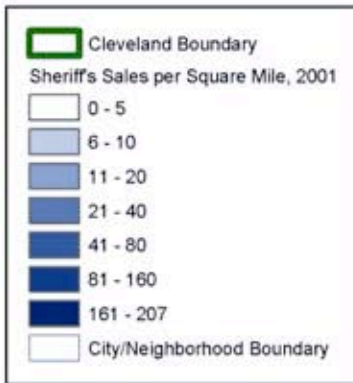 Cleveland Boundary
Sheriff's Sales per Square Mile, 2001
0 - 5
6 - 10
11 - 20
21 - 40
41 - 80
81 - 160
161 - 207
City/Neighborhood Boundary